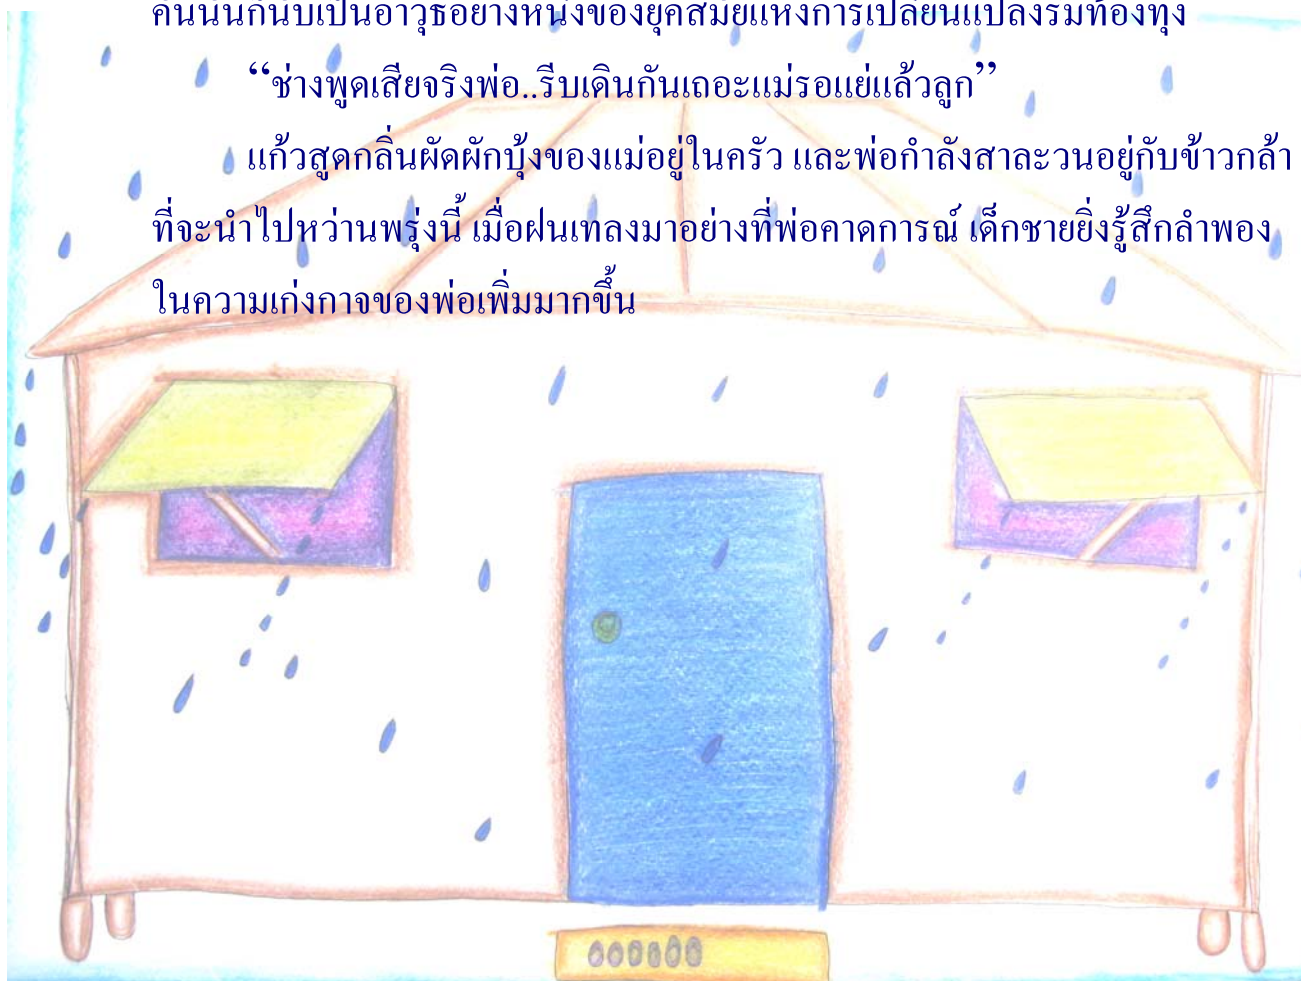 คันนั้นก็นับเป็นอาวุธอย่างหนึ่งของยุคสมัยแห่งการเปลี่ยนแปลงริมท้องทุ่ง
“ช่างพูดเสียจริงพ่อ..รีบเดินกันเถอะแม่รอแย่แล้วลูก”
แก้วสูดกลิ่นผัดผักบุ้งของแม่อยู่ในครัว และพ่อกำลังสาละวนอยู่กับข้าวกล้า
ที่จะนำไปหว่านพรุ่งนี้ เมื่อฝนเทลงมาอย่างที่พ่อคาดการณ์ เด็กชายยิ่งรู้สึกลำพอง
ในความเก่งกาจของพ่อเพิ่มมากขึ้น